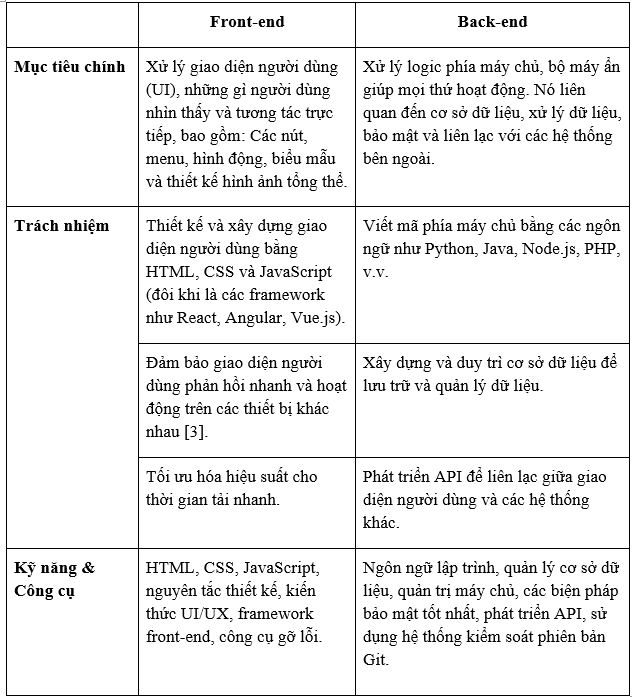 Front-end
Back-end
Mục tiêu chính
Xử lý giao diện người dùng
(UI), những gì người dùng
nhìn thấy và tương tác trực
tiếp, bao gồm: Các nút,
menu, hình động, biểu mẫu
và thiết kế hình ảnh tổng thể.
Xử lý logic phía máy chủ, bộ máy ẩn
giúp mọi thứ hoạt động. Nó liên
quan đến cơ sở dữ liệu, xử lý dữ liệu,
bảo mật và liên lạc với các hệ thống
bên ngoài.
Trách nhiệm
Thiết kế và xây dựng giao
diện người dùng bằng
HTML, CSS và JavaScript
(đôi khi là các framework
như React, Angular, Vue.js).
Viết mã phía máy chủ bằng các ngôn
ngữ như Python, Java, Node.js, PHP,
v.v.
Đảm bảo giao diện người
dùng phản hồi nhanh và hoạt
động trên các thiết bị khác
nhau [3].
Xây dựng và duy trì cơ sở dữ liệu để
lưu trữ và quản lý dữ liệu.
Tối ưu hóa hiệu suất cho
thời gian tải nhanh.
Phát triển API để liên lạc giữa giao
diện người dùng và các hệ thống
khác.
Kỹ năng &
Công cụ
HTML, CSS, JavaScript,
nguyên tắc thiết kế, kiến
thức UI/UX, framework
front-end, công cụ gỡ lỗi.
Ngôn ngữ lập trình, quản lý cơ sở dữ
liệu, quản trị máy chủ, các biện pháp
bảo mật tốt nhất, phát triển API, sử
dụng hệ thống kiểm soát phiên bản
Git.